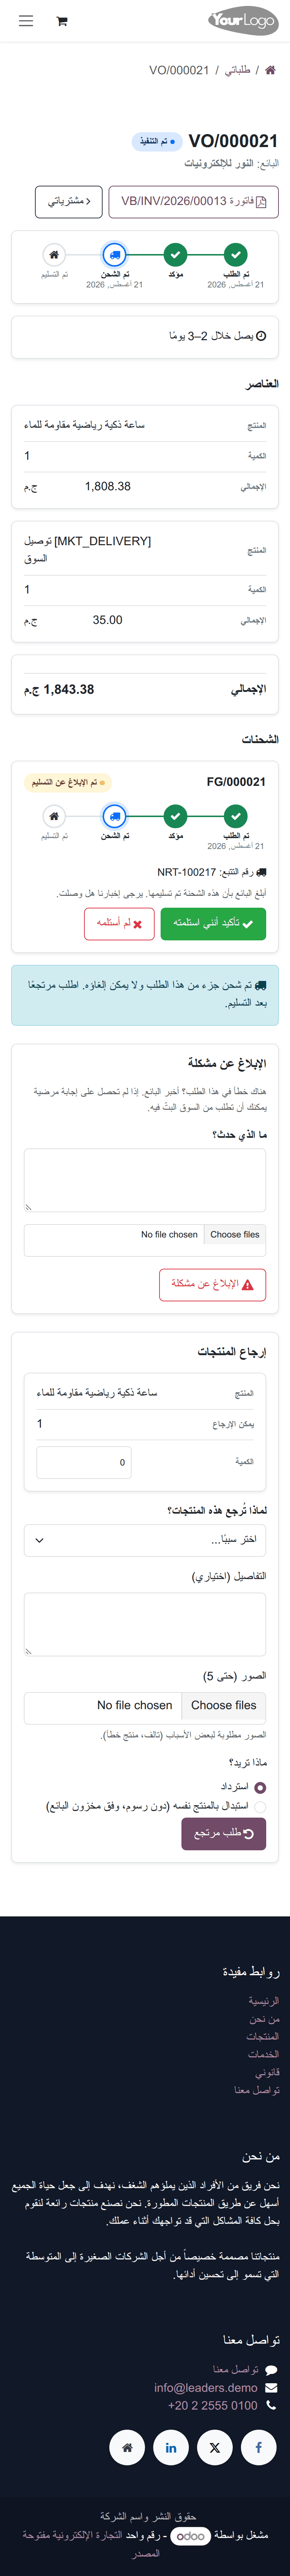 YourLogo
/ طلباتي / VO/000021
VO/000021 تم التنفيذ
البائع: النور للإلكترونيات
فاتورة VB/INV/2026/00013
مشترياتي
تم الطلب
21 أغسطس, 2026
مؤكد
تم الشحن
21 أغسطس, 2026
تم التسليم
يصل خلال 2–3 يومًا
العناصر
المنتج ساعة ذكية رياضية مقاومة للماء
الكمية 1
الإجمالي 1,808.38 ج.م
المنتج [MKT_DELIVERY] توصيل السوق
الكمية 1
الإجمالي 35.00 ج.م
الإجمالي 1,843.38 ج.م
الشحنات
FG/000021 تم الإبلاغ عن التسليم
تم الطلب
21 أغسطس, 2026
مؤكد
تم الشحن
تم التسليم
رقم التتبع: NRT-100217
أبلغ البائع بأن هذه الشحنة تم تسليمها. يرجى إخبارنا هل وصلت.
تأكيد أنني استلمته
لم أستلمه
تم شحن جزء من هذا الطلب ولا يمكن إلغاؤه. اطلب مرتجعًا
بعد التسليم.
الإبلاغ عن مشكلة
هناك خطأ في هذا الطلب؟ أخبر البائع. إذا لم تحصل على إجابة مرضية
يمكنك أن تطلب من السوق البتّ فيه.
ما الذي حدث؟
Choose files No file chosen
الإبلاغ عن مشكلة
إرجاع المنتجات
المنتج ساعة ذكية رياضية مقاومة للماء
يمكن الإرجاع 1
الكمية 0
لماذا تُرجع هذه المنتجات؟
اختر سببًا...
التفاصيل (اختياري)
الصور (حتى 5)
Choose files No file chosen
الصور مطلوبة لبعض الأسباب (تالف، منتج خطأ).
ماذا تريد؟
استرداد
استبدال بالمنتج نفسه (دون رسوم، وفق مخزون البائع)
طلب مرتجع
روابط مفيدة
الرئيسية
من نحن
المنتجات
الخدمات
قانوني
تواصل معنا
من نحن
نحن فريق من الأفراد الذين يملؤهم الشغف، نهدف إلى جعل حياة الجميع
أسهل عن طريق المنتجات المطورة. نحن نصنع منتجات رائعة لنقوم
بحل كافة المشاكل التي قد تواجهك أثناء عملك.
منتجاتنا مصممة خصيصاً من أجل الشركات الصغيرة إلى المتوسطة
التي تسمو إلى تحسين أدائها.
تواصل معنا
تواصل معنا
info@leaders.demo
+20 2 2555 0100
حقوق النشر واسم الشركة
مشغل بواسطة odoo - رقم واحد التجارة الإلكترونية مفتوحة
المصدر